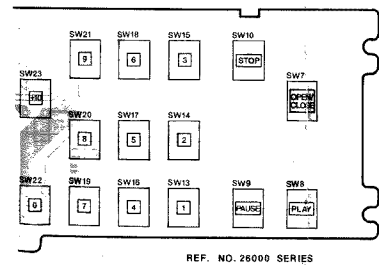 SW21 SW18 SW15 SW10
9 6 3 STOP
SW23 SW7
+10 OPEN/
CLOSE
SW20 SW17 SW14
8 5 2
SW22 SW19 SW16 SW13 SW9 SW8
0 7 4 1 PAUSE PLAY
REF. NO. 26000 SERIES